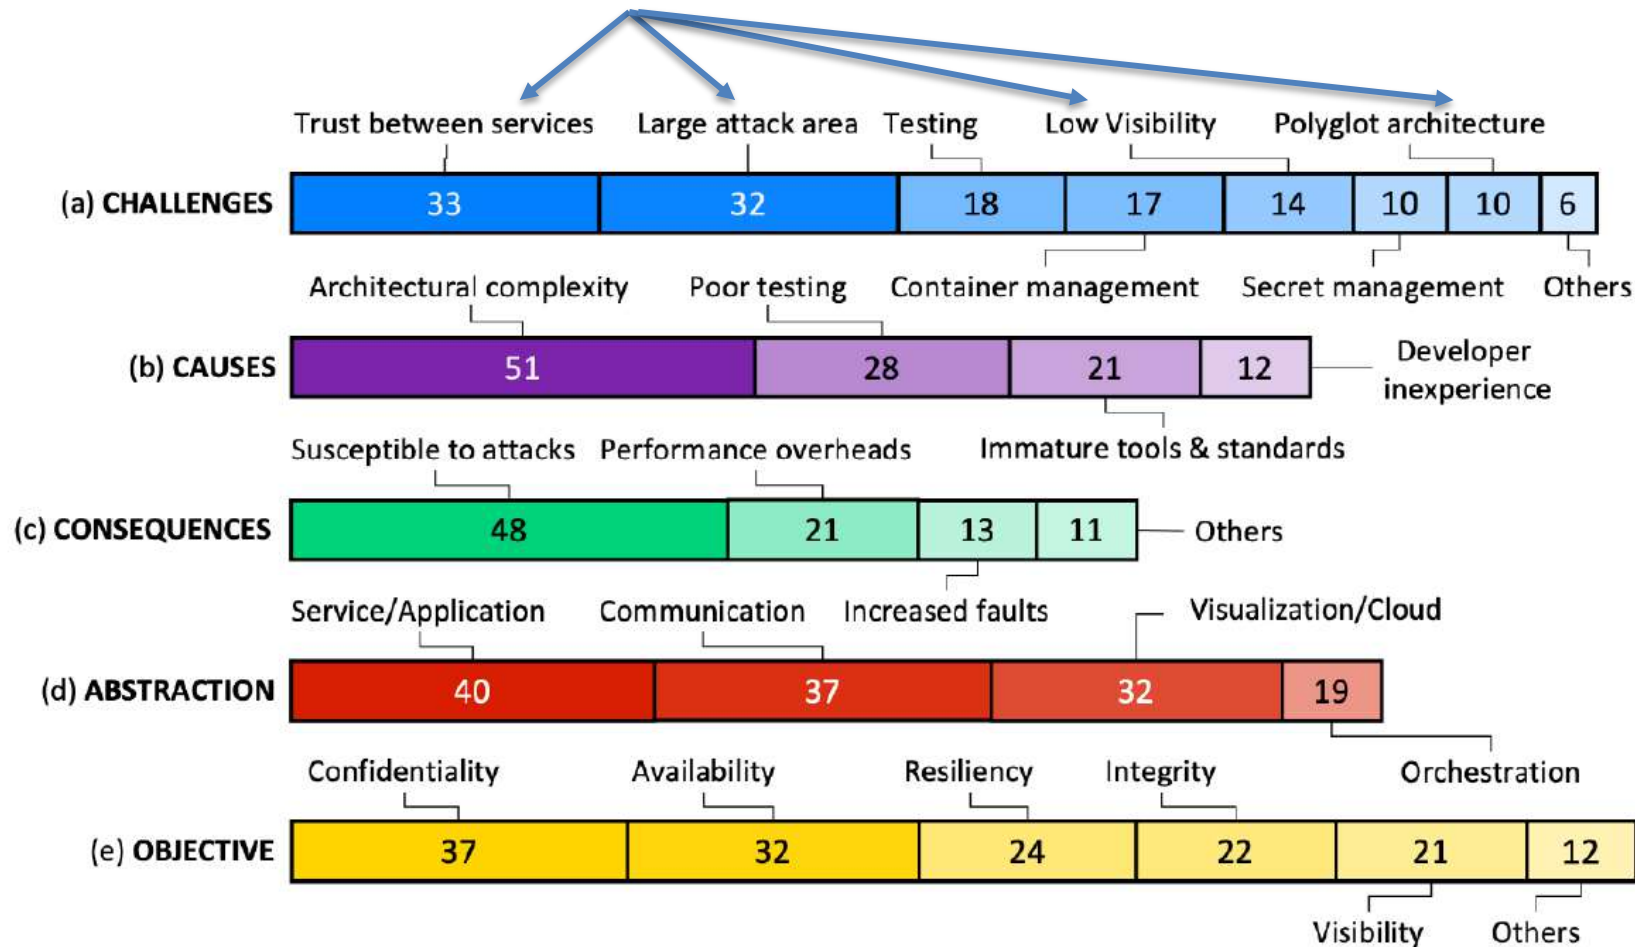 Trust between services Large attack area Testing Low Visibility Polyglot architecture
(a) CHALLENGES 33 32 18 17 14 10 10 6
Architectural complexity Poor testing Container management Secret management Others
(b) CAUSES 51 28 21 12 Developer
inexperience
Susceptible to attacks Performance overheads Immature tools & standards
(c) CONSEQUENCES 48 21 13 11 Others
Service/Application Communication Increased faults Visualization/Cloud
(d) ABSTRACTION 40 37 32 19
Confidentiality Availability Resiliency Integrity Orchestration
(e) OBJECTIVE 37 32 24 22 21 12
Visibility Others